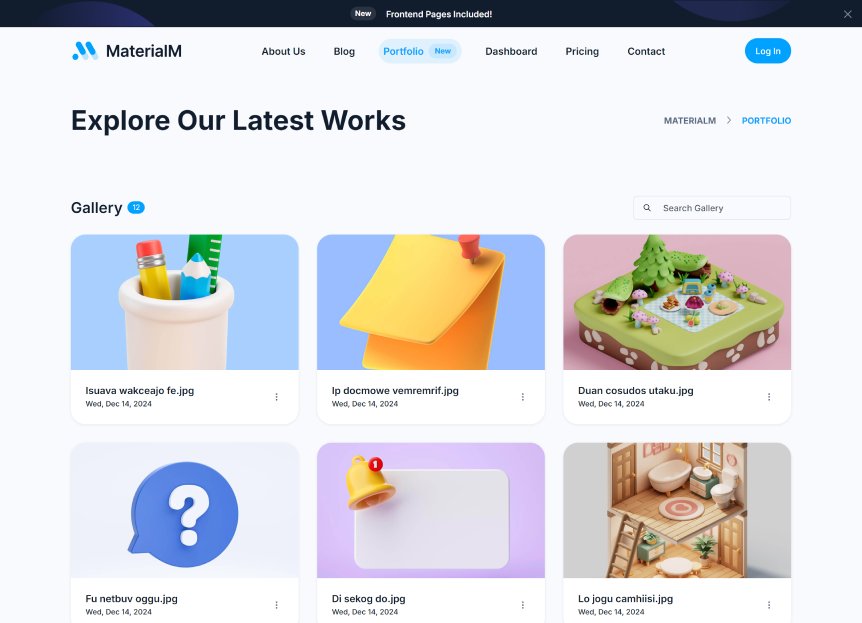 New Frontend Pages Included!
MaterialM
About Us Blog Portfolio New Dashboard Pricing Contact Log In
Explore Our Latest Works
MATERIALM PORTFOLIO
Gallery 12
Search Gallery
1
Isuava wakceajo fe.jpg
Wed, Dec 14, 2024
Ip docmowe vemremrif.jpg
Wed, Dec 14, 2024
Duan cosudos utaku.jpg
Wed, Dec 14, 2024
?
Fu netbuv oggu.jpg
Wed, Dec 14, 2024
Di sekog do.jpg
Wed, Dec 14, 2024
Lo jogu camhiisi.jpg
Wed, Dec 14, 2024